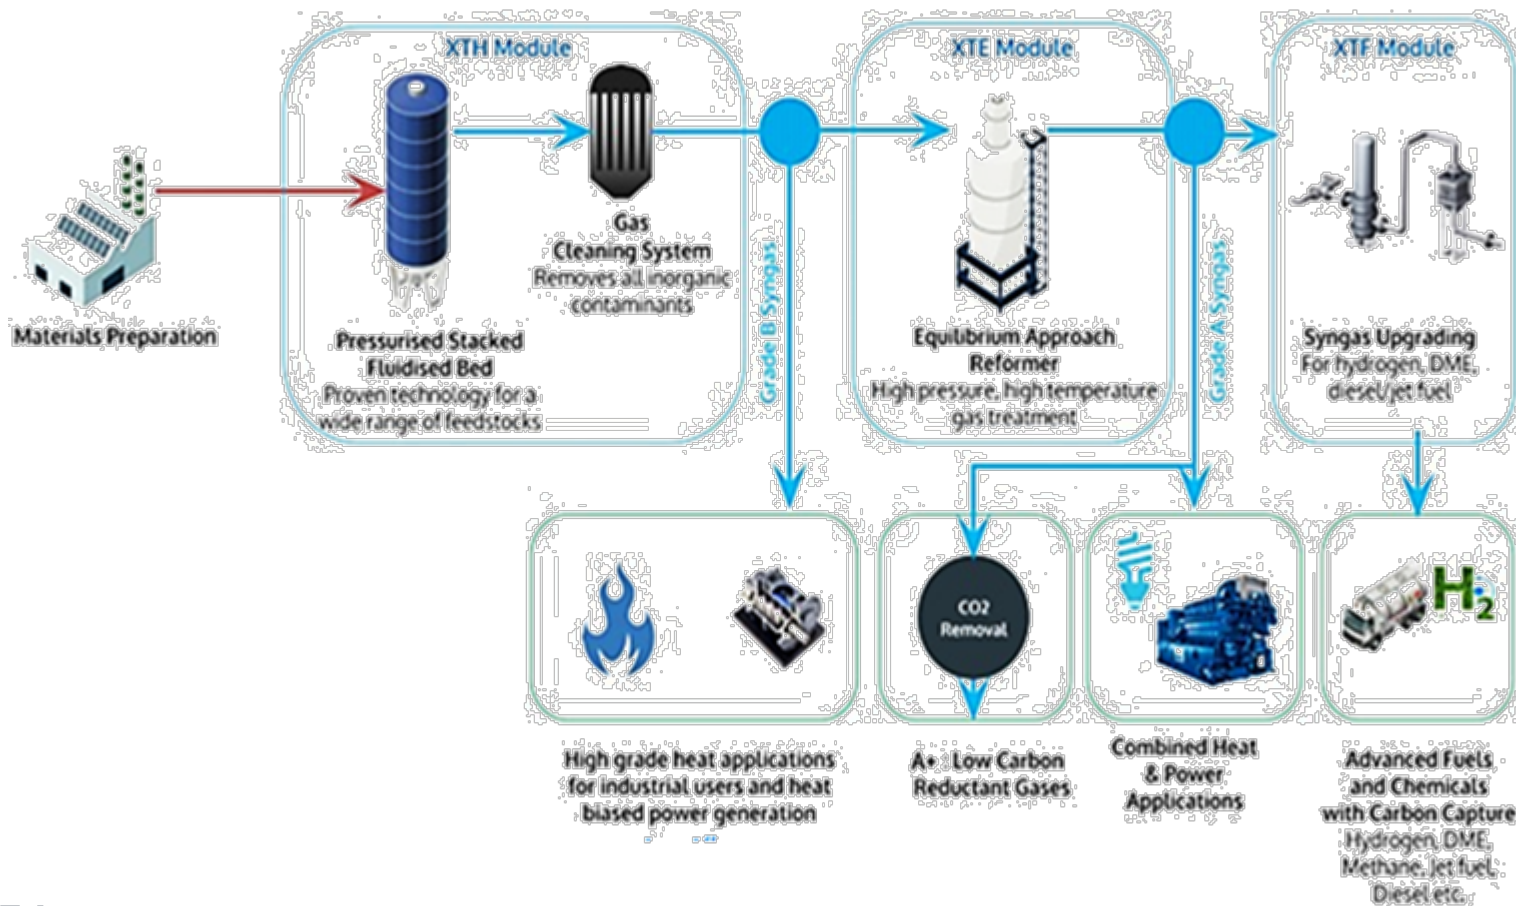 XTH Module
XTE Module
XTF Module
Materials Preparation
Pressurised Stacked
Fluidised Bed
Proven technology for a
wide range of feedstocks
Gas
Cleaning System
Removes all inorganic
contaminants
Grade B Syngas
Equilibrium Approach
Reformer
High pressure, high temperature
gas treatment
Grade A Syngas
Syngas Upgrading
For hydrogen, DME,
diesel/jet fuel
CO2
Removal
H2
High grade heat applications
for industrial users and heat
biased power generation
A+ Low Carbon
Reductant Gases
Combined Heat
& Power
Applications
Advanced Fuels
and Chemicals
with Carbon Capture
Hydrogen, DME,
Methane, Jet fuel,
Diesel etc.